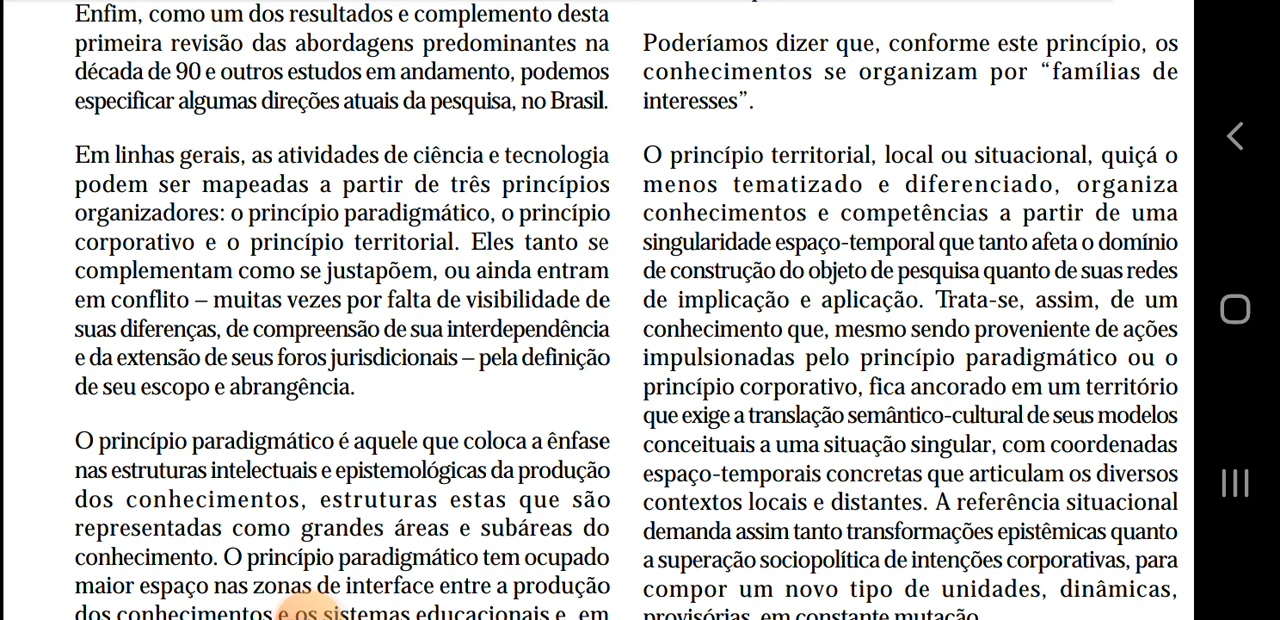 Enfim, como um dos resultados e complemento desta
primeira revisão das abordagens predominantes na
década de 90 e outros estudos em andamento, podemos
especificar algumas direções atuais da pesquisa, no Brasil.
Em linhas gerais, as atividades de ciência e tecnologia
podem ser mapeadas a partir de três princípios
organizadores: o princípio paradigmático, o princípio
corporativo e o princípio territorial. Eles tanto se
complementam como se justapõem, ou ainda entram
em conflito – muitas vezes por falta de visibilidade de
suas diferenças, de compreensão de sua interdependência
e da extensão de seus foros jurisdicionais – pela definição
de seu escopo e abrangência.
O princípio paradigmático é aquele que coloca a ênfase
nas estruturas intelectuais e epistemológicas da produção
dos conhecimentos, estruturas estas que são
representadas como grandes áreas e subáreas do
conhecimento. O princípio paradigmático tem ocupado
maior espaço nas zonas de interface entre a produção
dos conhecimentos e os sistemas educacionais e, em
Poderíamos dizer que, conforme este princípio, os
conhecimentos se organizam por “famílias de
interesses”.
O princípio territorial, local ou situacional, quiçá o
menos tematizado e diferenciado, organiza
conhecimentos e competências a partir de uma
singularidade espaço-temporal que tanto afeta o domínio
de construção do objeto de pesquisa quanto de suas redes
de implicação e aplicação. Trata-se, assim, de um
conhecimento que, mesmo sendo proveniente de ações
impulsionadas pelo princípio paradigmático ou o
princípio corporativo, fica ancorado em um território
que exige a translação semântico-cultural de seus modelos
conceituais a uma situação singular, com coordenadas
espaço-temporais concretas que articulam os diversos
contextos locais e distantes. A referência situacional
demanda assim tanto transformações epistêmicas quanto
a superação sociopolítica de intenções corporativas, para
compor um novo tipo de unidades, dinâmicas,
provisórias, em constante mutação.